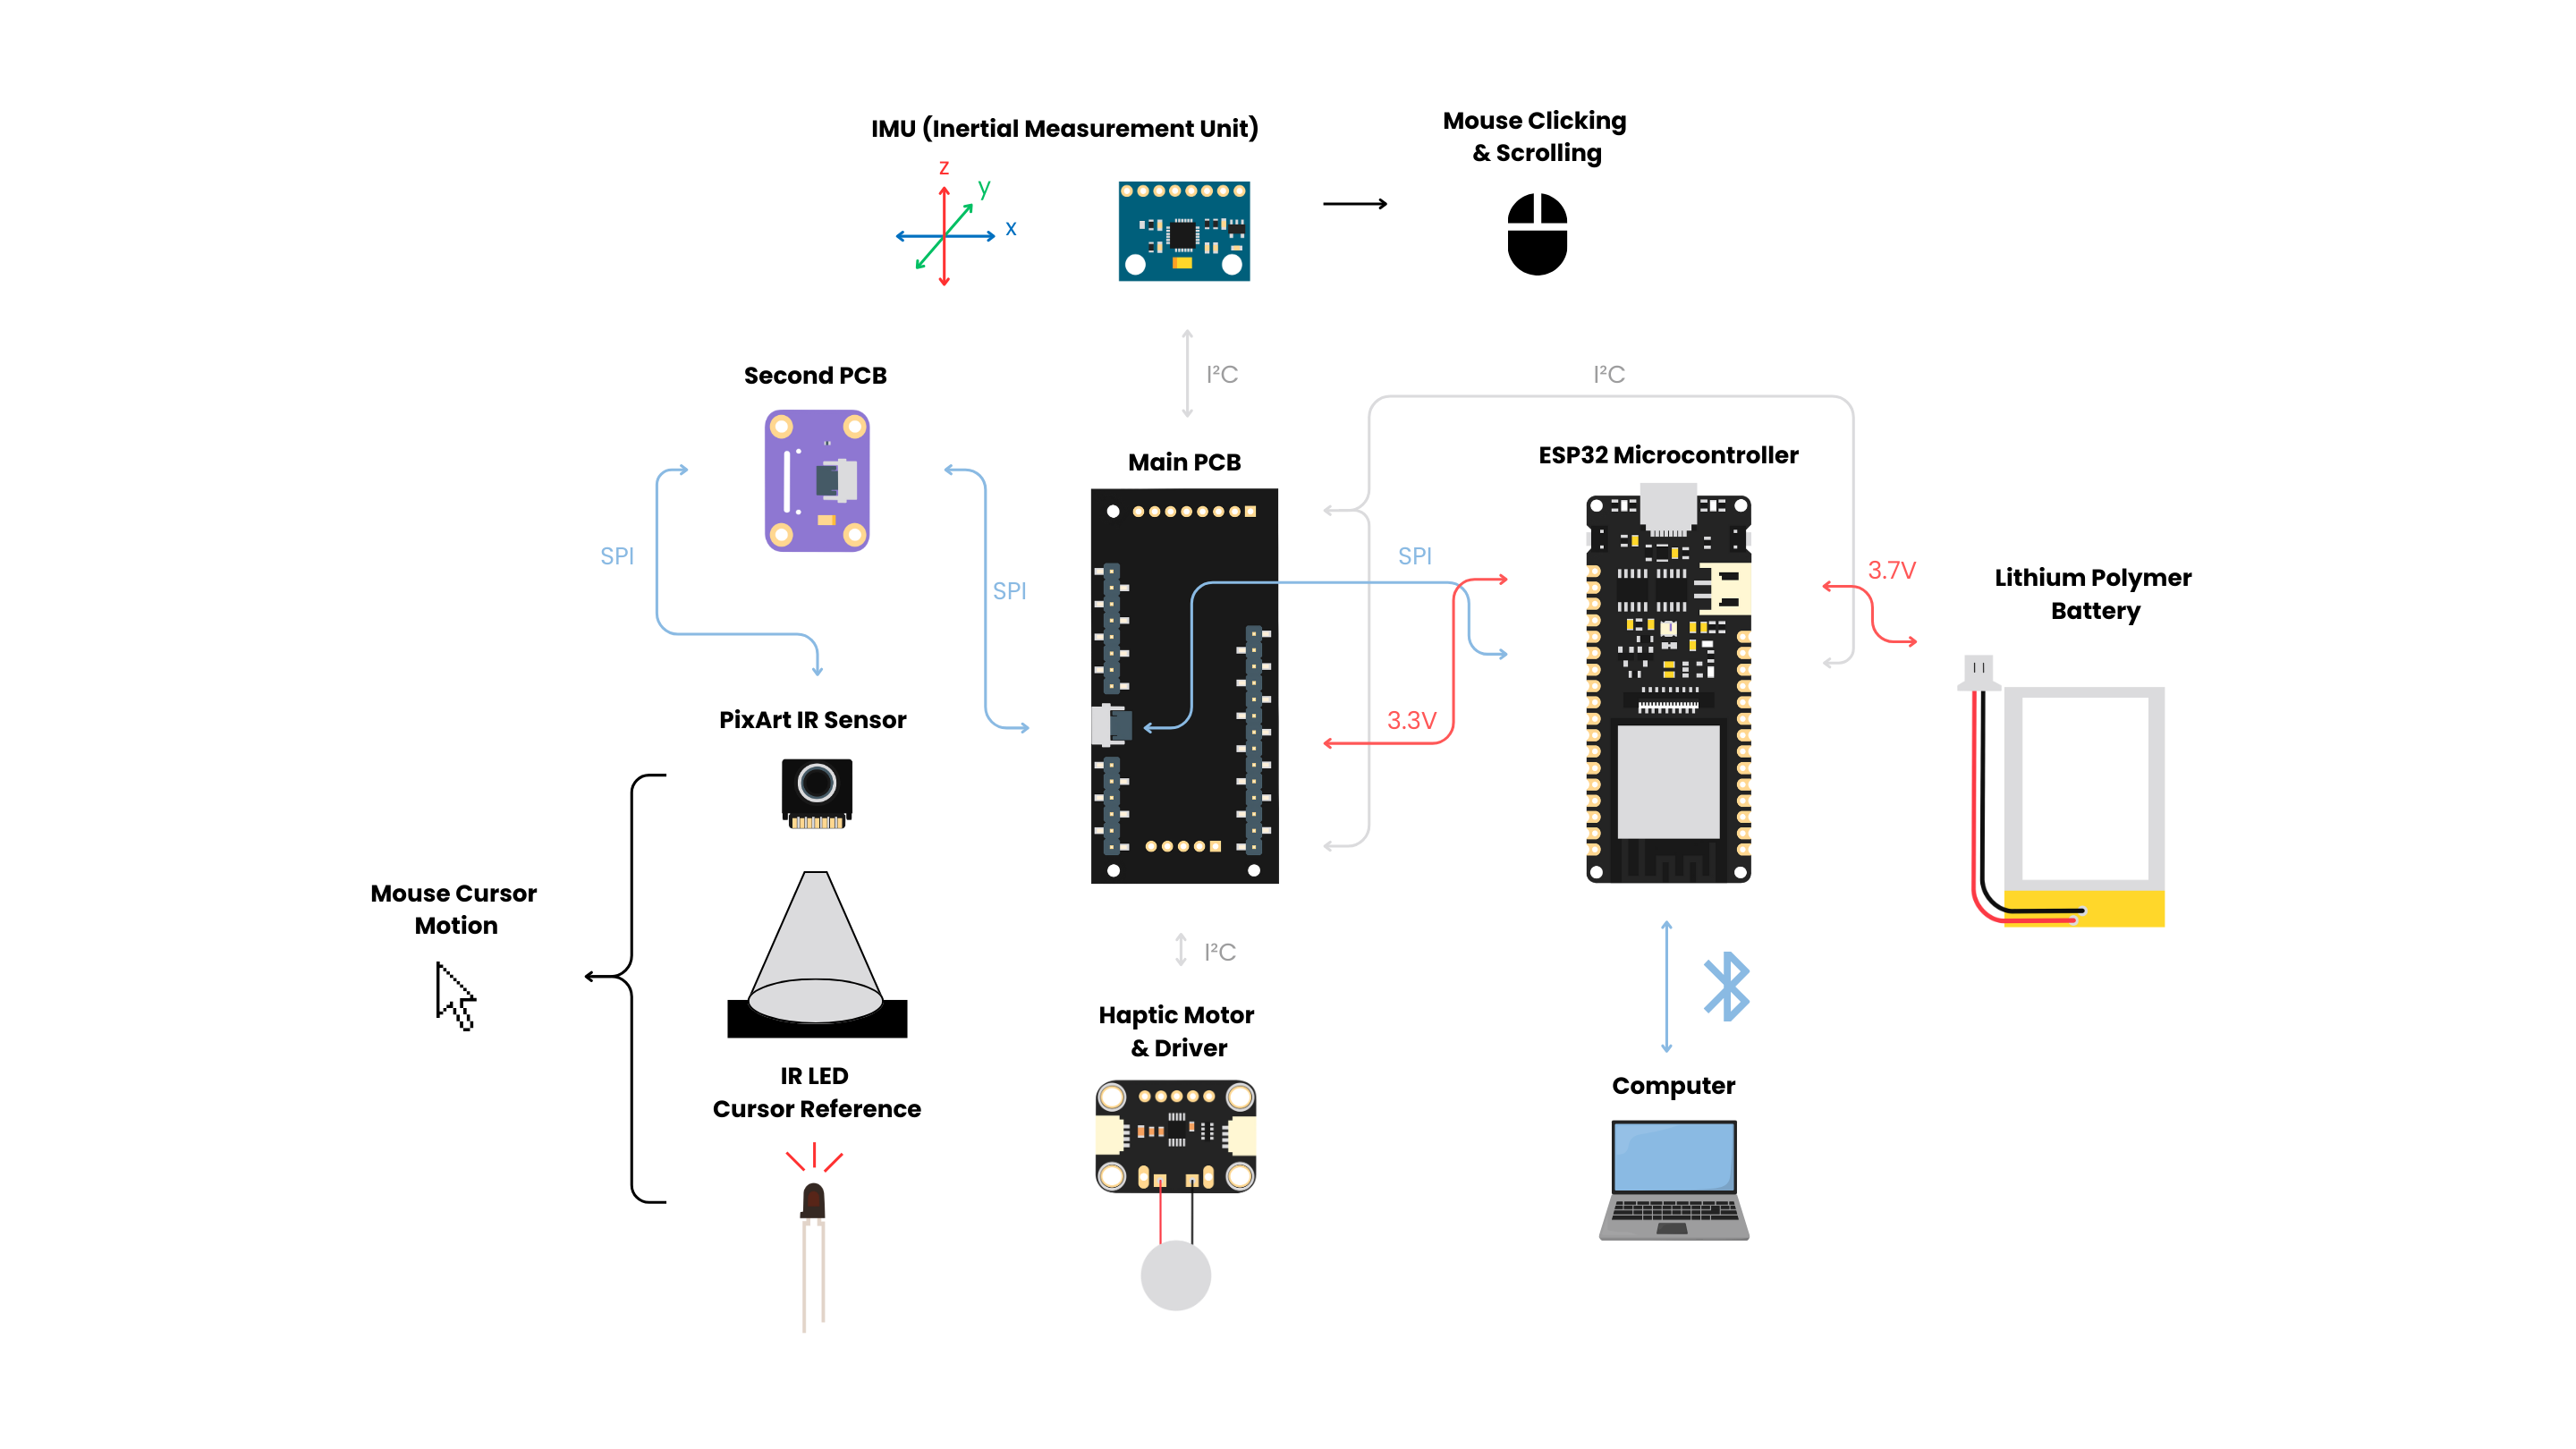 IMU (Inertial Measurement Unit)
z
y
x
Mouse Clicking
& Scrolling
I²C
Second PCB
I²C
Main PCB
ESP32 Microcontroller
SPI
SPI
SPI
3.7V
Lithium Polymer
Battery
PixArt IR Sensor
3.3V
Mouse Cursor
Motion
I²C
Haptic Motor
& Driver
IR LED
Cursor Reference
Computer